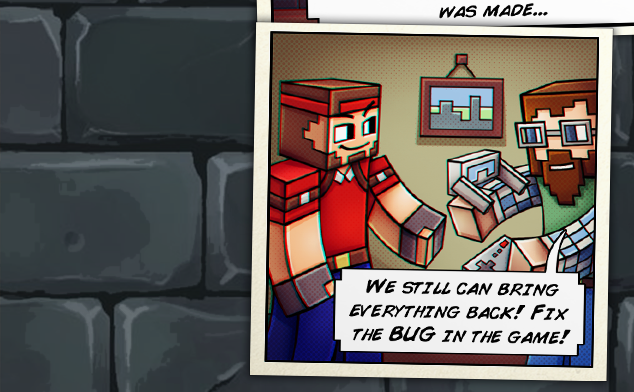 WAS MADE...
WE STILL CAN BRING
EVERYTHING BACK! FIX
THE BUG IN THE GAME!